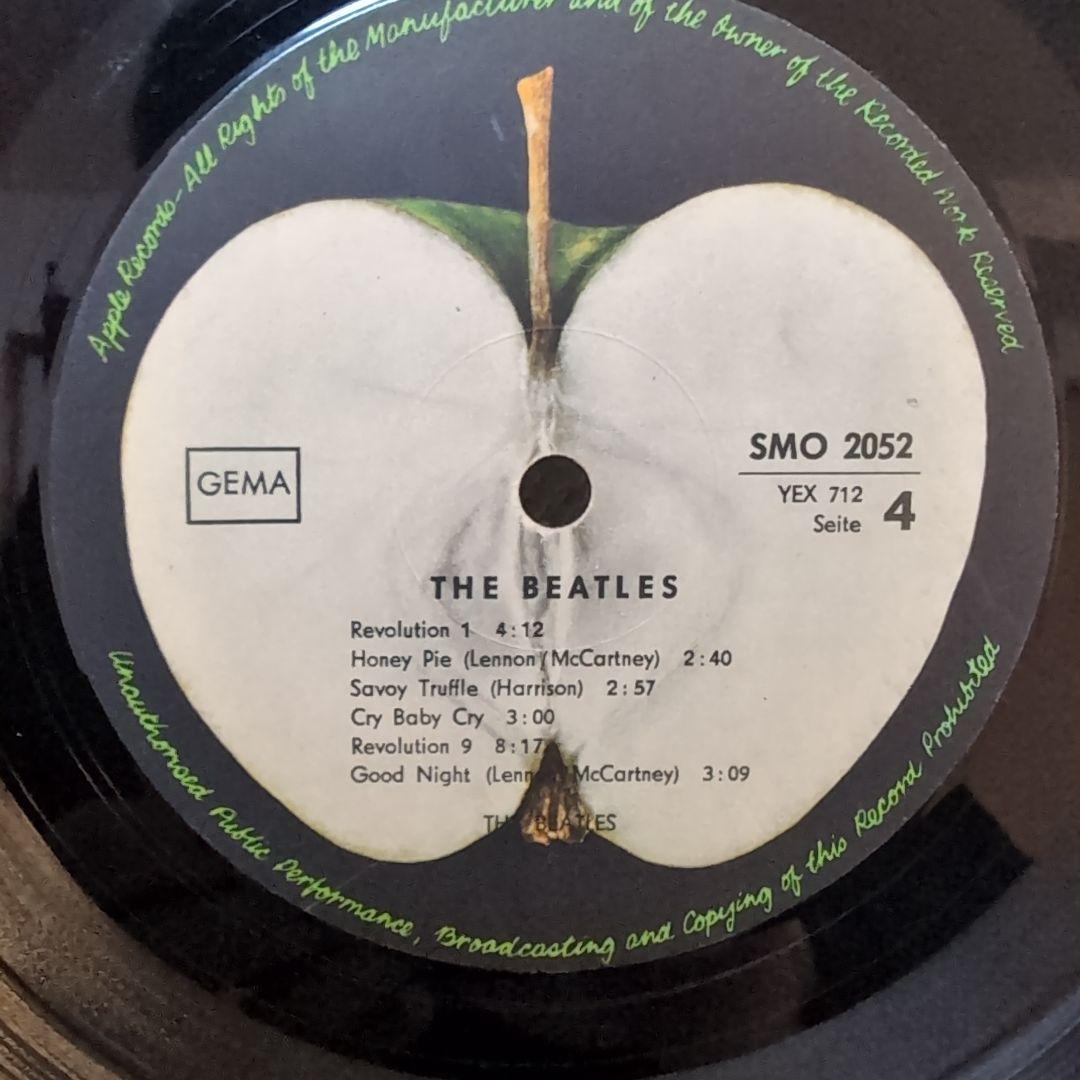 Apple Records - All Rights of the Manufacturer and of the Owner of the Recorded Work Reserved
GEMA
SMO 2052
YEX 712
Seite 4
THE BEATLES
Revolution 1 4:12
Honey Pie (Lennon/McCartney) 2:40
Savoy Truffle (Harrison) 2:57
Cry Baby Cry 3:00
Revolution 9 8:17
Good Night (Lennon/McCartney) 3:09
THE BEATLES
Unauthorised Public Performance, Broadcasting and Copying of this Record Prohibited